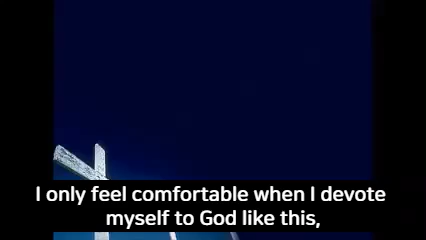 I only feel comfortable when I devote
myself to God like this,